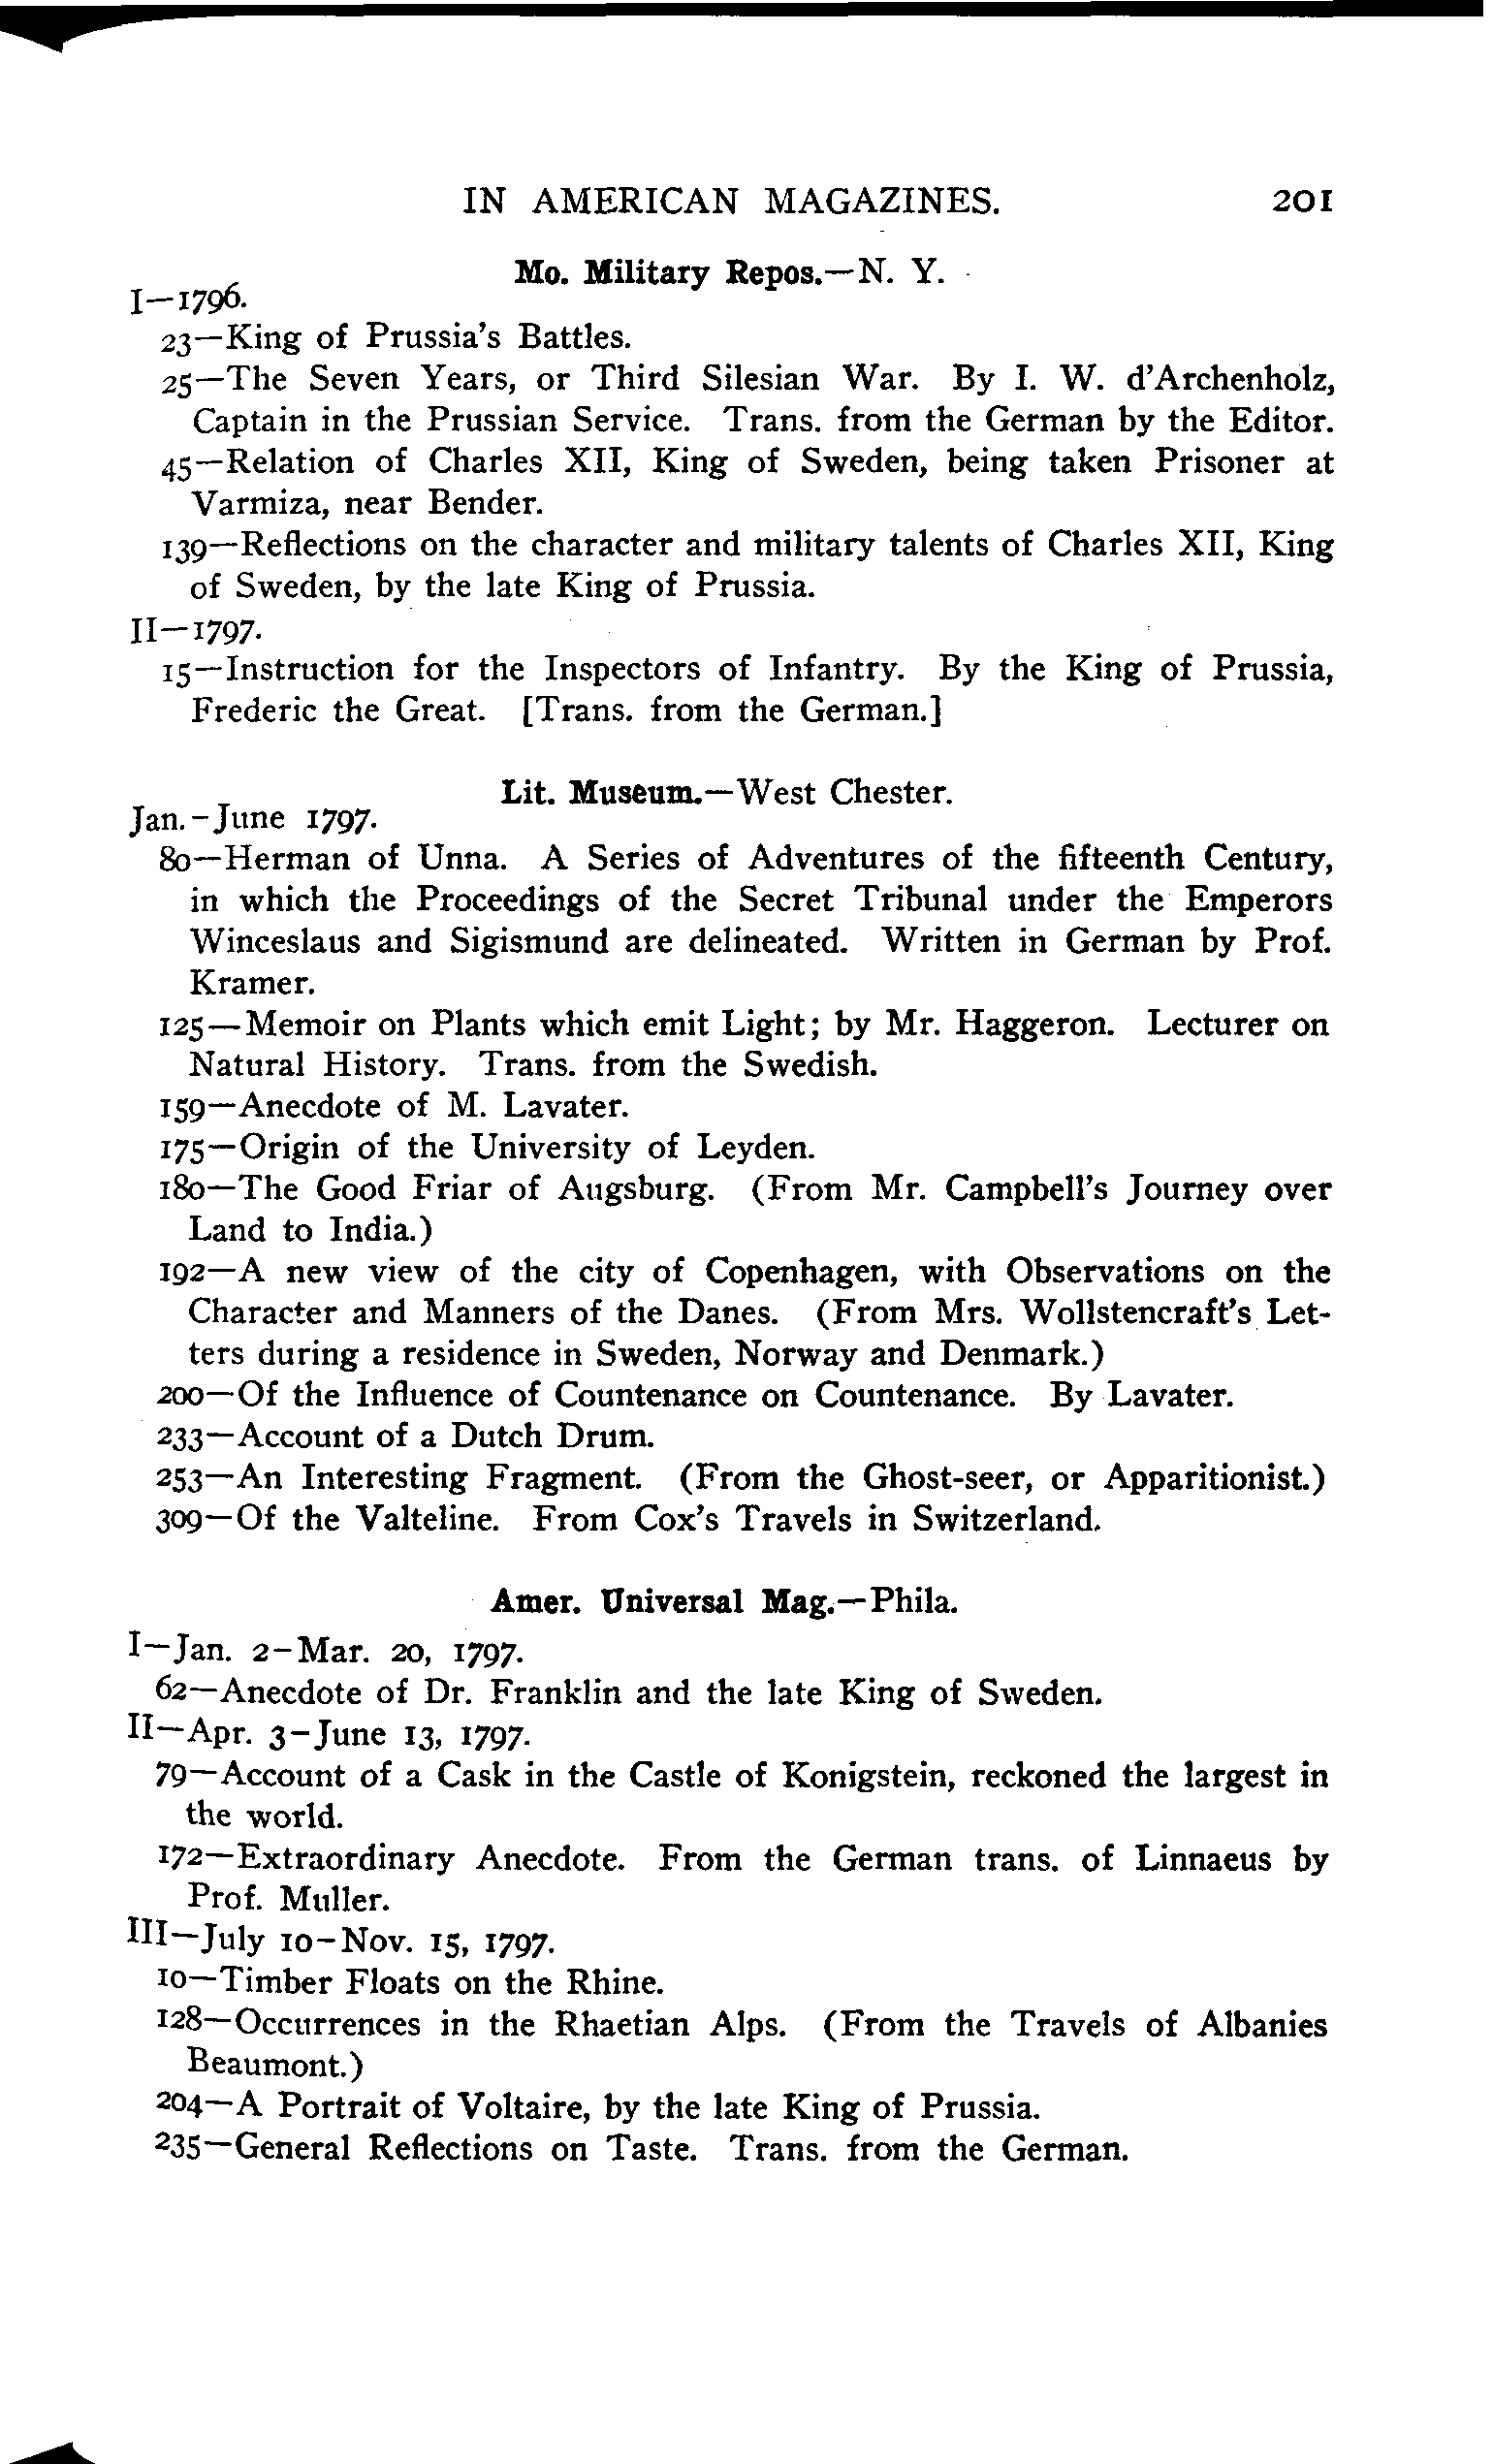 IN AMERICAN MAGAZINES. 201
Mo. Military Repos.—N. Y.
I—1796.
23—King of Prussia's Battles.
25—The Seven Years, or Third Silesian War. By I. W. d'Archenholz,
Captain in the Prussian Service. Trans. from the German by the Editor.
45—Relation of Charles XII, King of Sweden, being taken Prisoner at
Varmiza, near Bender.
139—Reflections on the character and military talents of Charles XII, King
of Sweden, by the late King of Prussia.
II—1797.
15—Instruction for the Inspectors of Infantry. By the King of Prussia,
Frederic the Great. [Trans. from the German.]
Lit. Museum.—West Chester.
Jan.-June 1797.
80—Herman of Unna. A Series of Adventures of the fifteenth Century,
in which the Proceedings of the Secret Tribunal under the Emperors
Winceslaus and Sigismund are delineated. Written in German by Prof.
Kramer.
125—Memoir on Plants which emit Light; by Mr. Haggeron. Lecturer on
Natural History. Trans. from the Swedish.
159—Anecdote of M. Lavater.
175—Origin of the University of Leyden.
180—The Good Friar of Augsburg. (From Mr. Campbell's Journey over
Land to India.)
192—A new view of the city of Copenhagen, with Observations on the
Character and Manners of the Danes. (From Mrs. Wollstencraft's Let-
ters during a residence in Sweden, Norway and Denmark.)
200—Of the Influence of Countenance on Countenance. By Lavater.
233—Account of a Dutch Drum.
253—An Interesting Fragment. (From the Ghost-seer, or Apparitionist.)
309—Of the Valteline. From Cox's Travels in Switzerland.
Amer. Universal Mag.—Phila.
I—Jan. 2-Mar. 20, 1797.
62—Anecdote of Dr. Franklin and the late King of Sweden.
II—Apr. 3-June 13, 1797.
79—Account of a Cask in the Castle of Konigstein, reckoned the largest in
the world.
172—Extraordinary Anecdote. From the German trans. of Linnaeus by
Prof. Muller.
III—July 10-Nov. 15, 1797.
10—Timber Floats on the Rhine.
128—Occurrences in the Rhaetian Alps. (From the Travels of Albanies
Beaumont.)
204—A Portrait of Voltaire, by the late King of Prussia.
235—General Reflections on Taste. Trans. from the German.